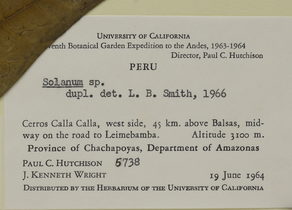 UNIVERSITY OF CALIFORNIA
Botanical Garden Expedition to the Andes, 1963-1964
Director, Paul C. Hutchison
PERU
Solanum sp.
dupl. det. L. B. Smith, 1966
Cerros Calla Calla, west side, 45 km. above Balsas, mid-
way on the road to Leimebamba. Altitude 3100 m.
Province of Chachapoyas, Department of Amazonas
PAUL C. HUTCHISON 5738
J. KENNETH WRIGHT 19 June 1964
DISTRIBUTED BY THE HERBARIUM OF THE UNIVERSITY OF CALIFORNIA